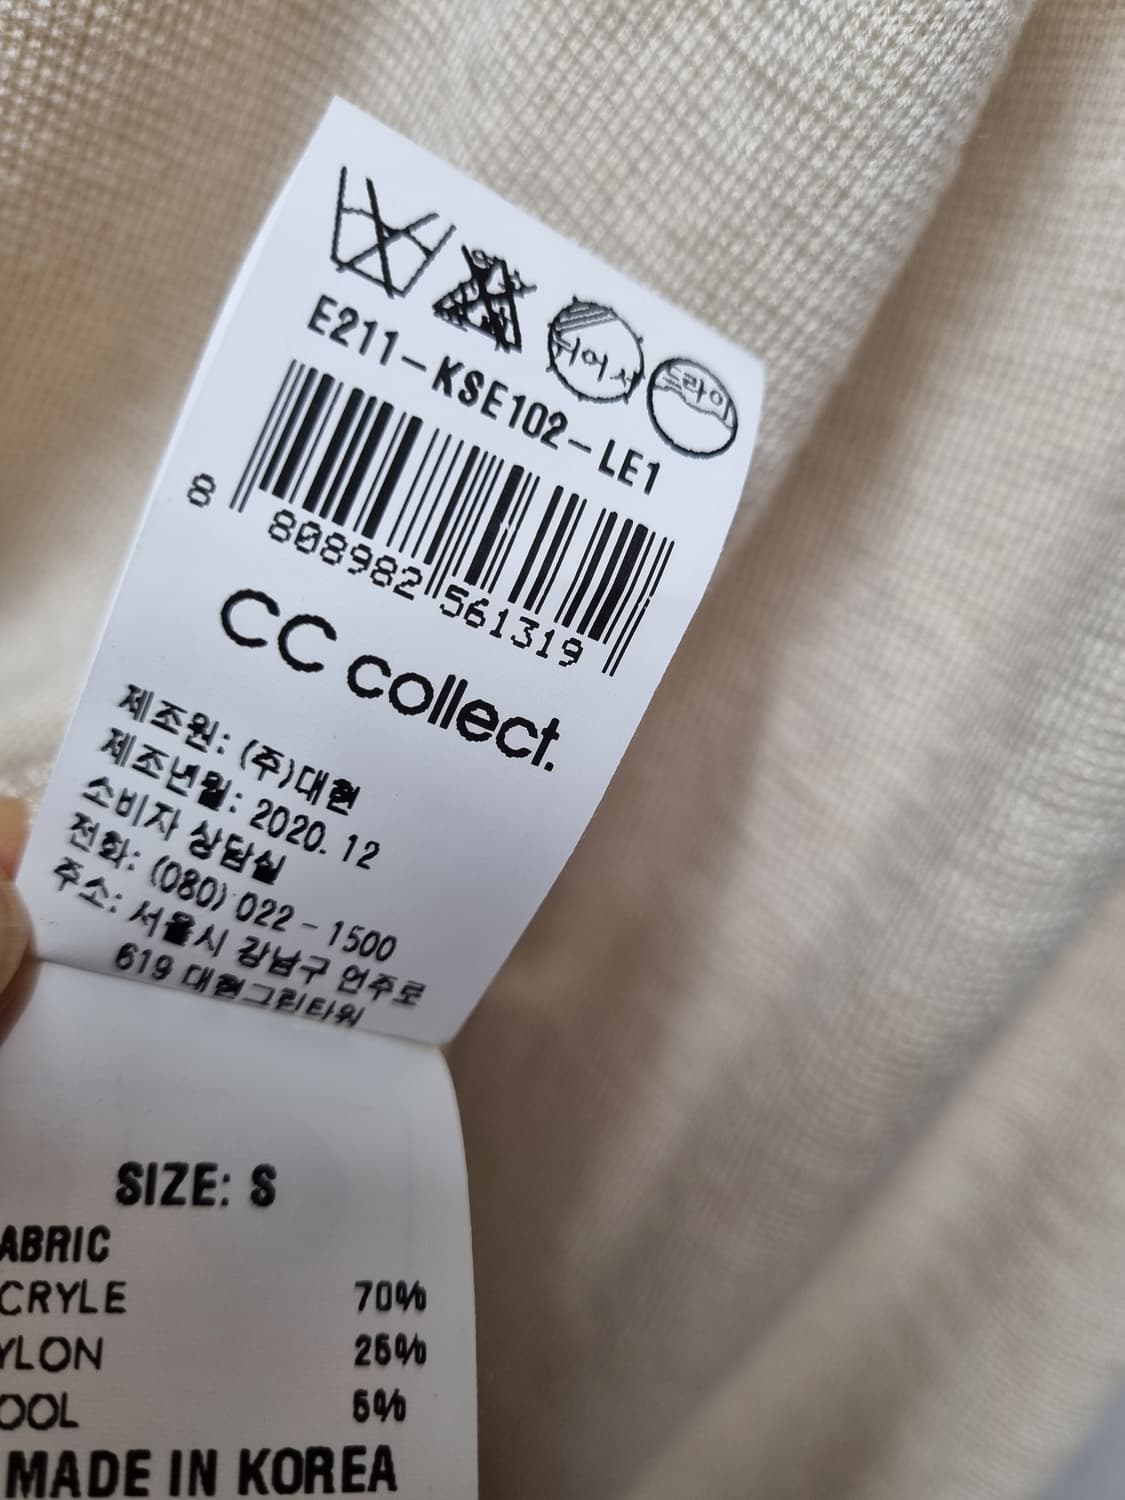 뉘어서 드라이
E211-KSE102-LE1
8 808982 561319
CC collect.
제조원: (주)대현
제조년월: 2020. 12
소비자 상담실
전화: (080) 022-1500
주소: 서울시 강남구 언주로
619 대현그린타워
SIZE: S
ABRIC
CRYLE 70%
YLON 25%
OOL 5%
MADE IN KOREA